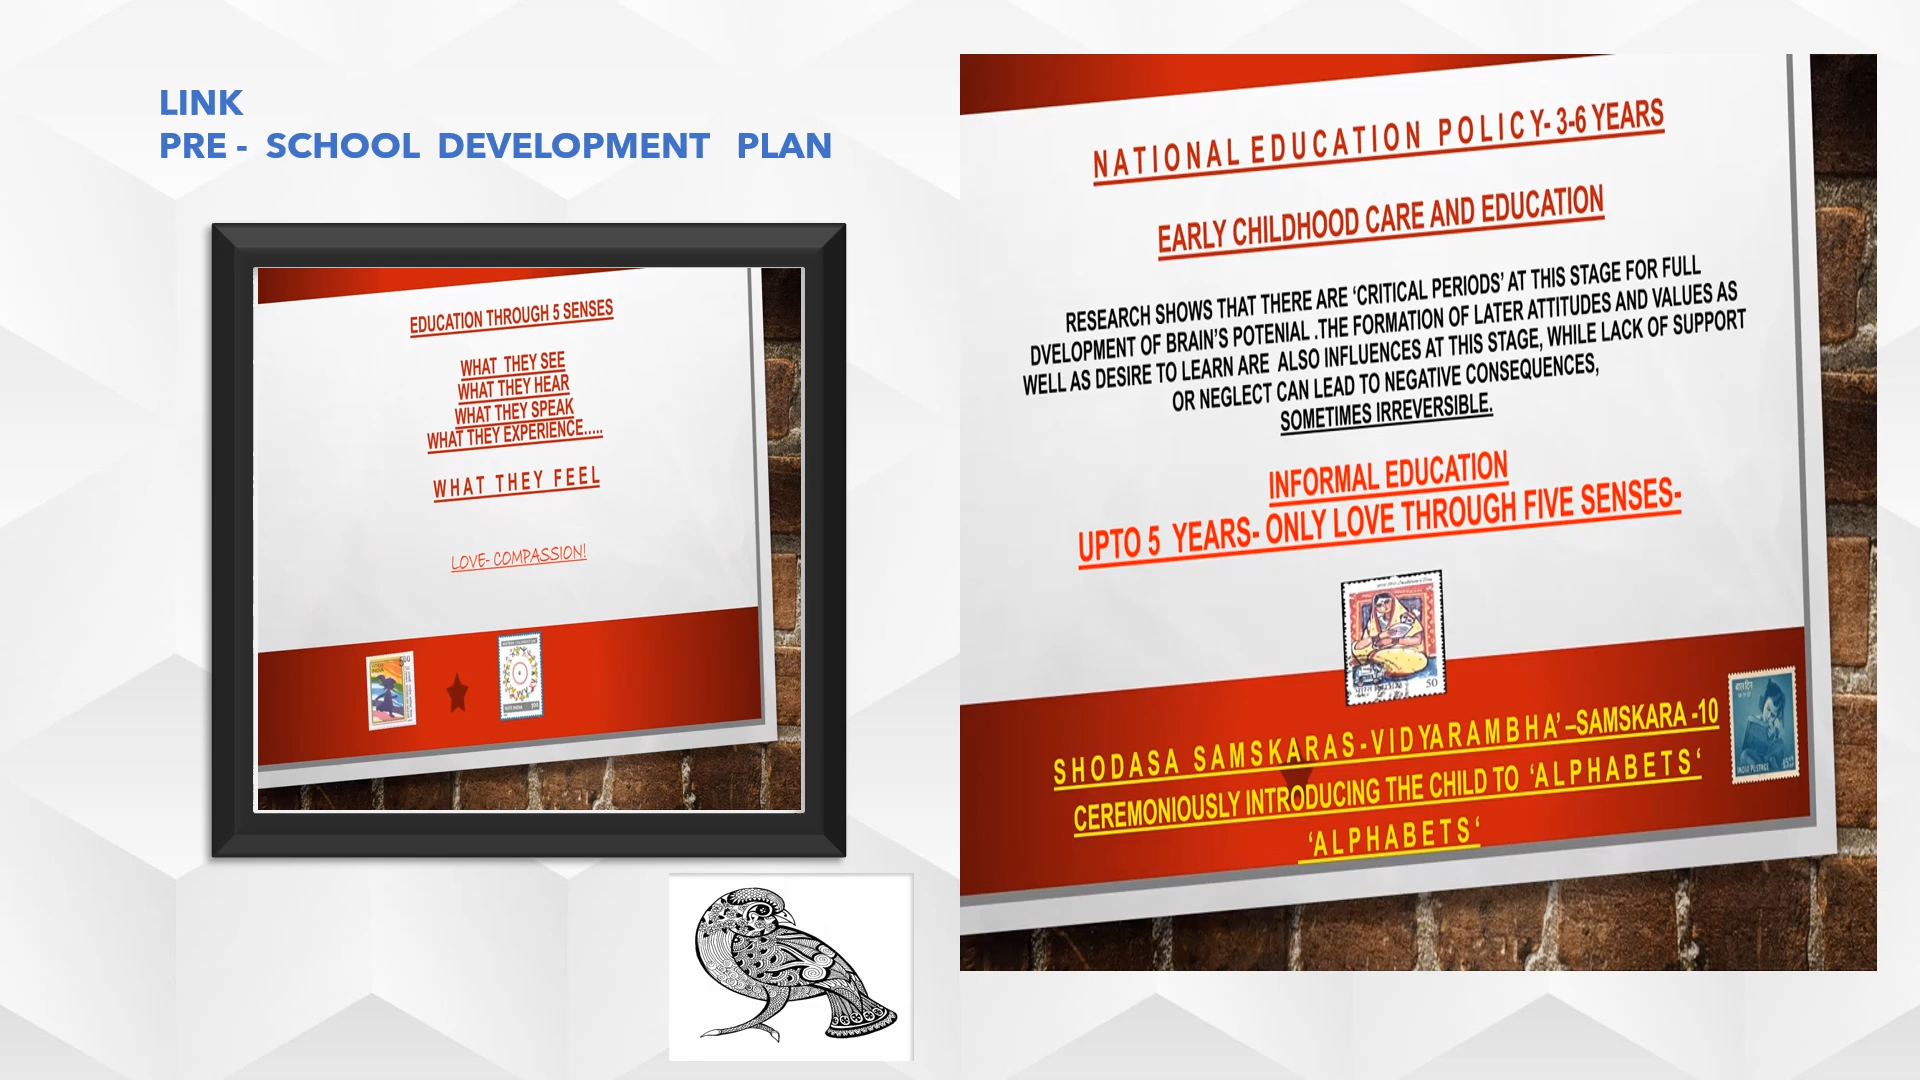 LINK
PRE - SCHOOL DEVELOPMENT PLAN
EDUCATION THROUGH 5 SENSES
WHAT THEY SEE
WHAT THEY HEAR
WHAT THEY SPEAK
WHAT THEY EXPERIENCE…..
WHAT THEY FEEL
LOVE- COMPASSION!
NATIONAL EDUCATION POLICY- 3-6 YEARS
EARLY CHILDHOOD CARE AND EDUCATION
RESEARCH SHOWS THAT THERE ARE ‘CRITICAL PERIODS’ AT THIS STAGE FOR FULL
DVELOPMENT OF BRAIN’S POTENIAL .THE FORMATION OF LATER ATTITUDES AND VALUES AS
WELL AS DESIRE TO LEARN ARE ALSO INFLUENCES AT THIS STAGE, WHILE LACK OF SUPPORT
OR NEGLECT CAN LEAD TO NEGATIVE CONSEQUENCES,
SOMETIMES IRREVERSIBLE.
INFORMAL EDUCATION
UPTO 5 YEARS- ONLY LOVE THROUGH FIVE SENSES-
50
SHODASA SAMSKARAS-VIDYARAMBHA’ –SAMSKARA -10
CEREMONIOUSLY INTRODUCING THE CHILD TO ‘ALPHABETS‘
‘ALPHABETS‘
INDIA POSTAGE